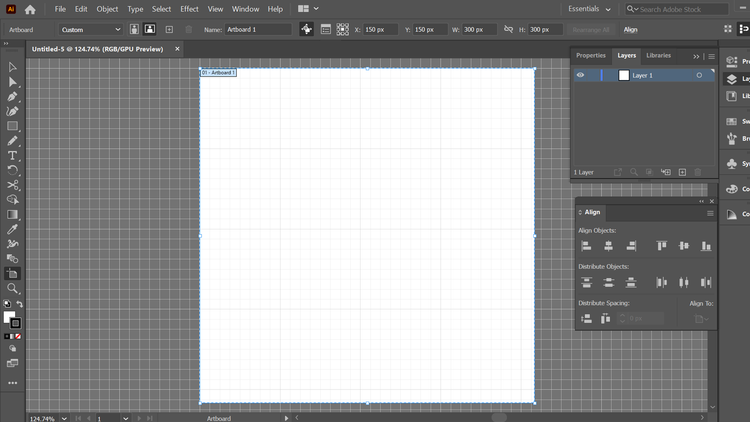 Ai File Edit Object Type Select Effect View Window Help Essentials Search Adobe Stock
Artboard Custom Name: Artboard 1 X: 150 px Y: 150 px W: 300 px H: 300 px Rearrange All Align
Untitled-5 @ 124.74% (RGB/GPU Preview) ×
01 - Artboard 1
Properties Layers Libraries
Layer 1
1 Layer
Align
Align Objects:
Distribute Objects:
Distribute Spacing: Align To:
0 px
Pro
Lay
Lib
Sw
Bru
Sy
Co
Co
124.74% 1 Artboard